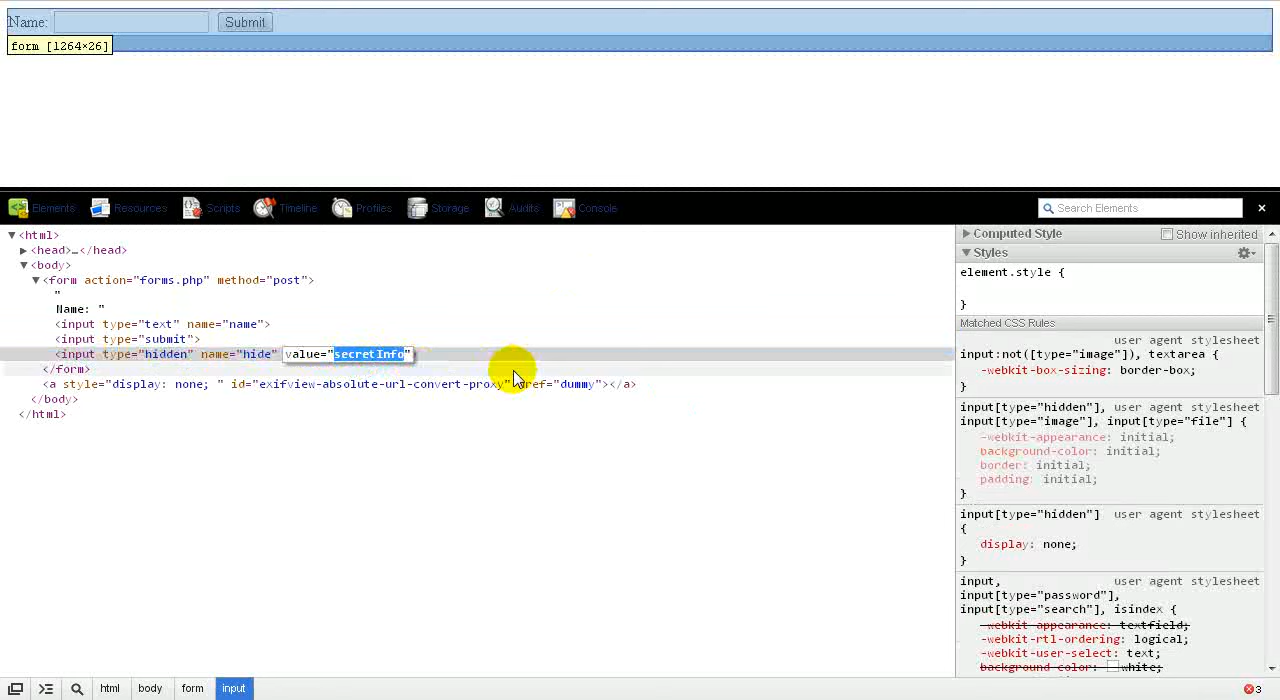 Name: Submit
form [1264×26]
Elements Resources Scripts Timeline Profiles Storage Audits Console Search Elements ×
▼<html>
▶<head>…</head>
▼<body>
▼<form action="forms.php" method="post">
"
Name: "
<input type="text" name="name">
<input type="submit">
<input type="hidden" name="hide" value="secretInfo"
</form>
<a style="display: none; " id="exifview-absolute-url-convert-proxy" href="dummy"></a>
</body>
</html>
▶ Computed Style Show inherited
▼ Styles
element.style {
}
Matched CSS Rules
user agent stylesheet
input:not([type="image"]), textarea {
-webkit-box-sizing: border-box;
}
input[type="hidden"], user agent stylesheet
input[type="image"], input[type="file"] {
-webkit-appearance: initial;
background-color: initial;
border: initial;
padding: initial;
}
input[type="hidden"] user agent stylesheet
{
display: none;
}
input, user agent stylesheet
input[type="password"],
input[type="search"], isindex {
-webkit-appearance: textfield;
-webkit-rtl-ordering: logical;
-webkit-user-select: text;
background-color: white;
html body form input 3